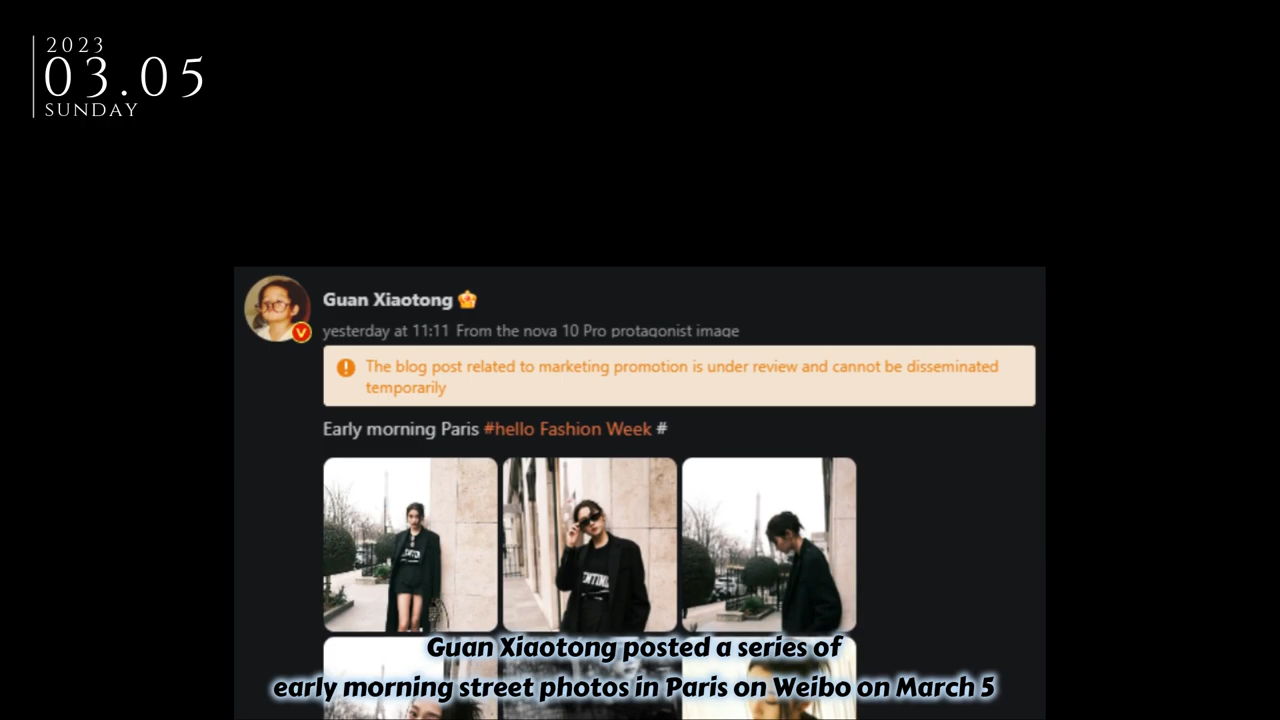 2023
03.05
SUNDAY
Guan Xiaotong
yesterday at 11:11 From the nova 10 Pro protagonist image
The blog post related to marketing promotion is under review and cannot be disseminated
temporarily
Early morning Paris #hello Fashion Week #
Guan Xiaotong posted a series of
early morning street photos in Paris on Weibo on March 5